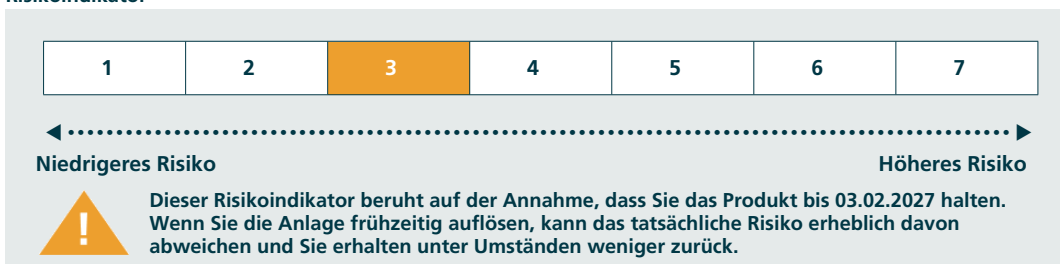 Risikoindikator
1 2 3 4 5 6 7
Niedrigeres Risiko Höheres Risiko
! Dieser Risikoindikator beruht auf der Annahme, dass Sie das Produkt bis 03.02.2027 halten.
Wenn Sie die Anlage frühzeitig auflösen, kann das tatsächliche Risiko erheblich davon
abweichen und Sie erhalten unter Umständen weniger zurück.